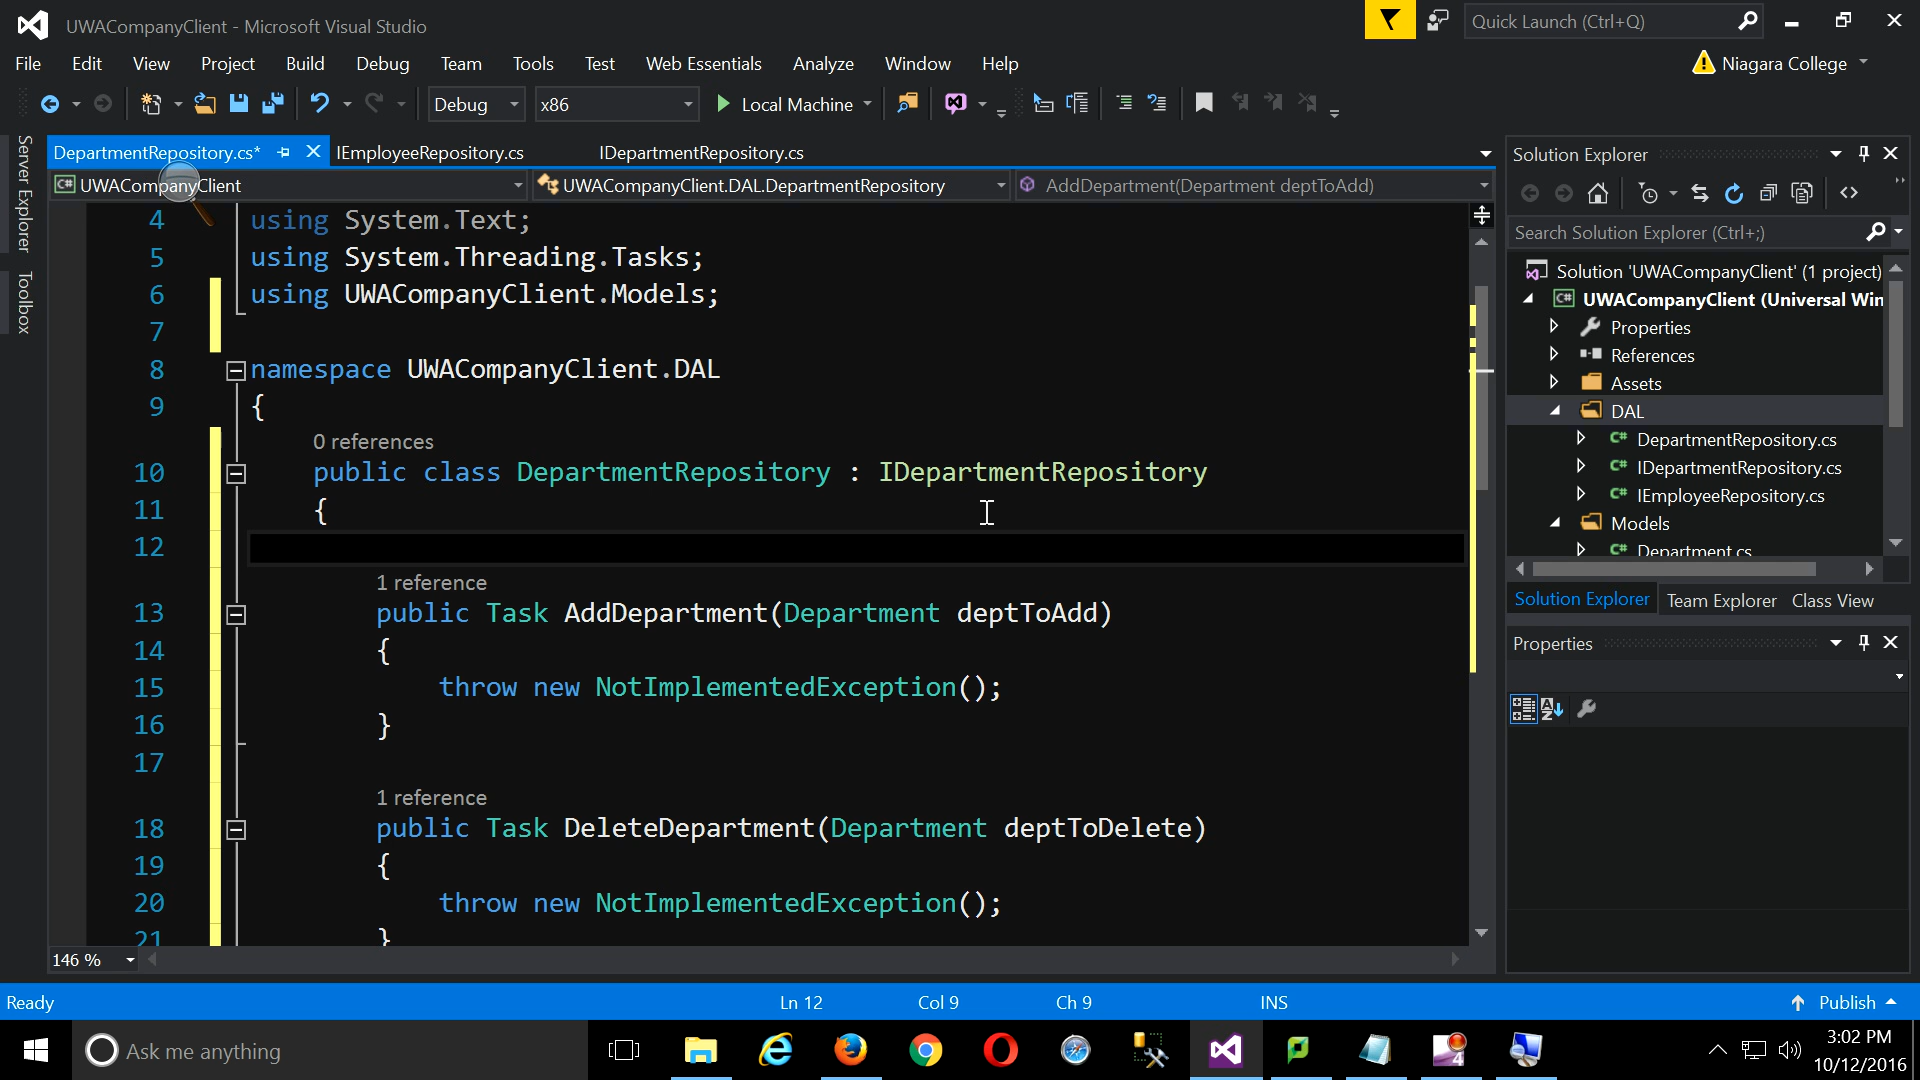 UWACompanyClient - Microsoft Visual Studio
Quick Launch (Ctrl+Q)
File Edit View Project Build Debug Team Tools Test Web Essentials Analyze Window Help
Niagara College
Debug x86 Local Machine
Server Explorer
Toolbox
DepartmentRepository.cs* IEmployeeRepository.cs IDepartmentRepository.cs
UWACompanyClient UWACompanyClient.DAL.DepartmentRepository AddDepartment(Department deptToAdd)
4 using System.Text;
5 using System.Threading.Tasks;
6 using UWACompanyClient.Models;
7
8 namespace UWACompanyClient.DAL
9 {
0 references
10 public class DepartmentRepository : IDepartmentRepository
11 {
12
1 reference
13 public Task AddDepartment(Department deptToAdd)
14 {
15 throw new NotImplementedException();
16 }
17
1 reference
18 public Task DeleteDepartment(Department deptToDelete)
19 {
20 throw new NotImplementedException();
21 }
146 %
Solution Explorer
Search Solution Explorer (Ctrl+;)
Solution 'UWACompanyClient' (1 project)
C# UWACompanyClient (Universal Win
Properties
References
Assets
DAL
C# DepartmentRepository.cs
C# IDepartmentRepository.cs
C# IEmployeeRepository.cs
Models
C# Department.cs
Solution Explorer Team Explorer Class View
Properties
Ready Ln 12 Col 9 Ch 9 INS Publish
Ask me anything
4
3:02 PM
10/12/2016